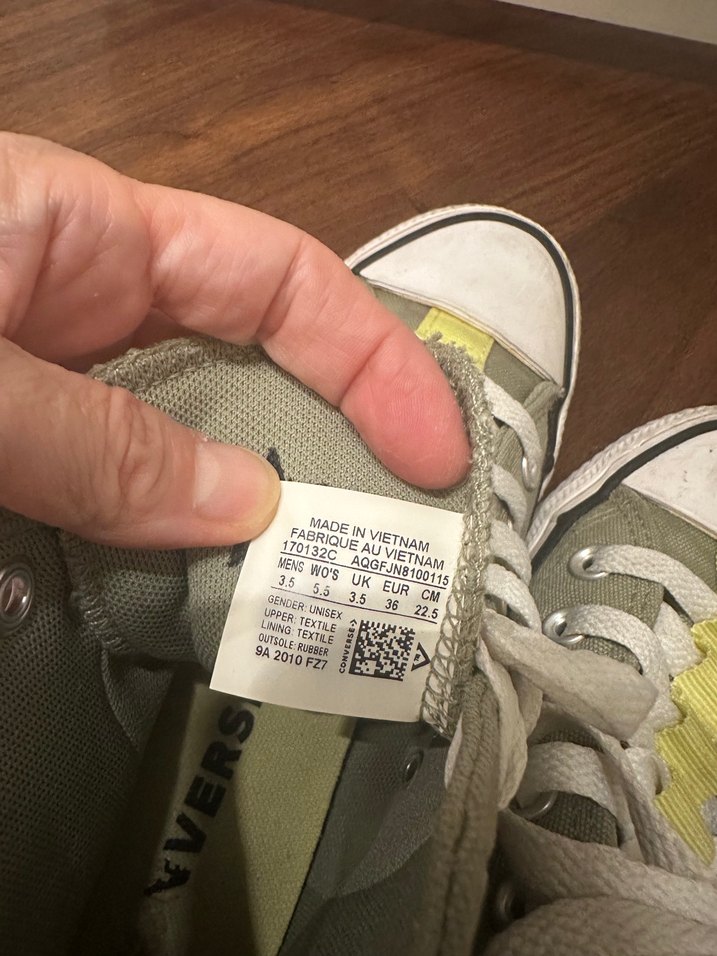 MADE IN VIETNAM
FABRIQUE AU VIETNAM
170132C AQGFJN8100115
MENS WO'S UK EUR CM
3.5 5.5 3.5 36 22.5
GENDER: UNISEX
UPPER: TEXTILE
LINING: TEXTILE
OUTSOLE: RUBBER
9A 2010 FZ7
CONVERSE
VERS